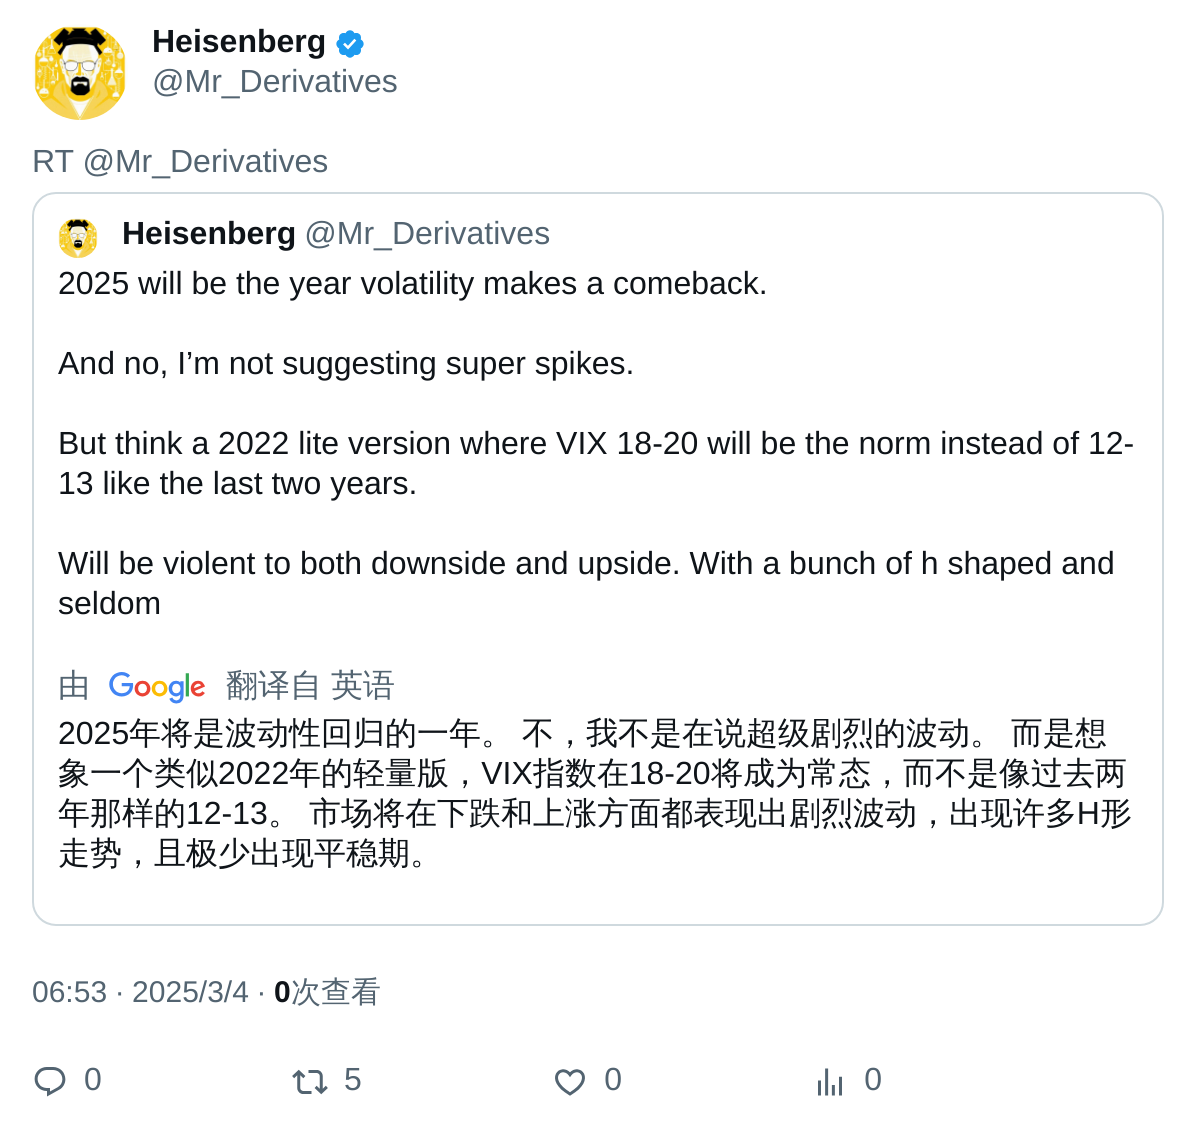 Heisenberg
@Mr_Derivatives
RT @Mr_Derivatives
Heisenberg @Mr_Derivatives
2025 will be the year volatility makes a comeback.
And no, I’m not suggesting super spikes.
But think a 2022 lite version where VIX 18-20 will be the norm instead of 12-
13 like the last two years.
Will be violent to both downside and upside. With a bunch of h shaped and
seldom
由 Google 翻译自 英语
2025年将是波动性回归的一年。 不，我不是在说超级剧烈的波动。 而是想
象一个类似2022年的轻量版，VIX指数在18-20将成为常态，而不是像过去两
年那样的12-13。 市场将在下跌和上涨方面都表现出剧烈波动，出现许多H形
走势，且极少出现平稳期。
06:53 · 2025/3/4 · 0次查看
0 5 0 0